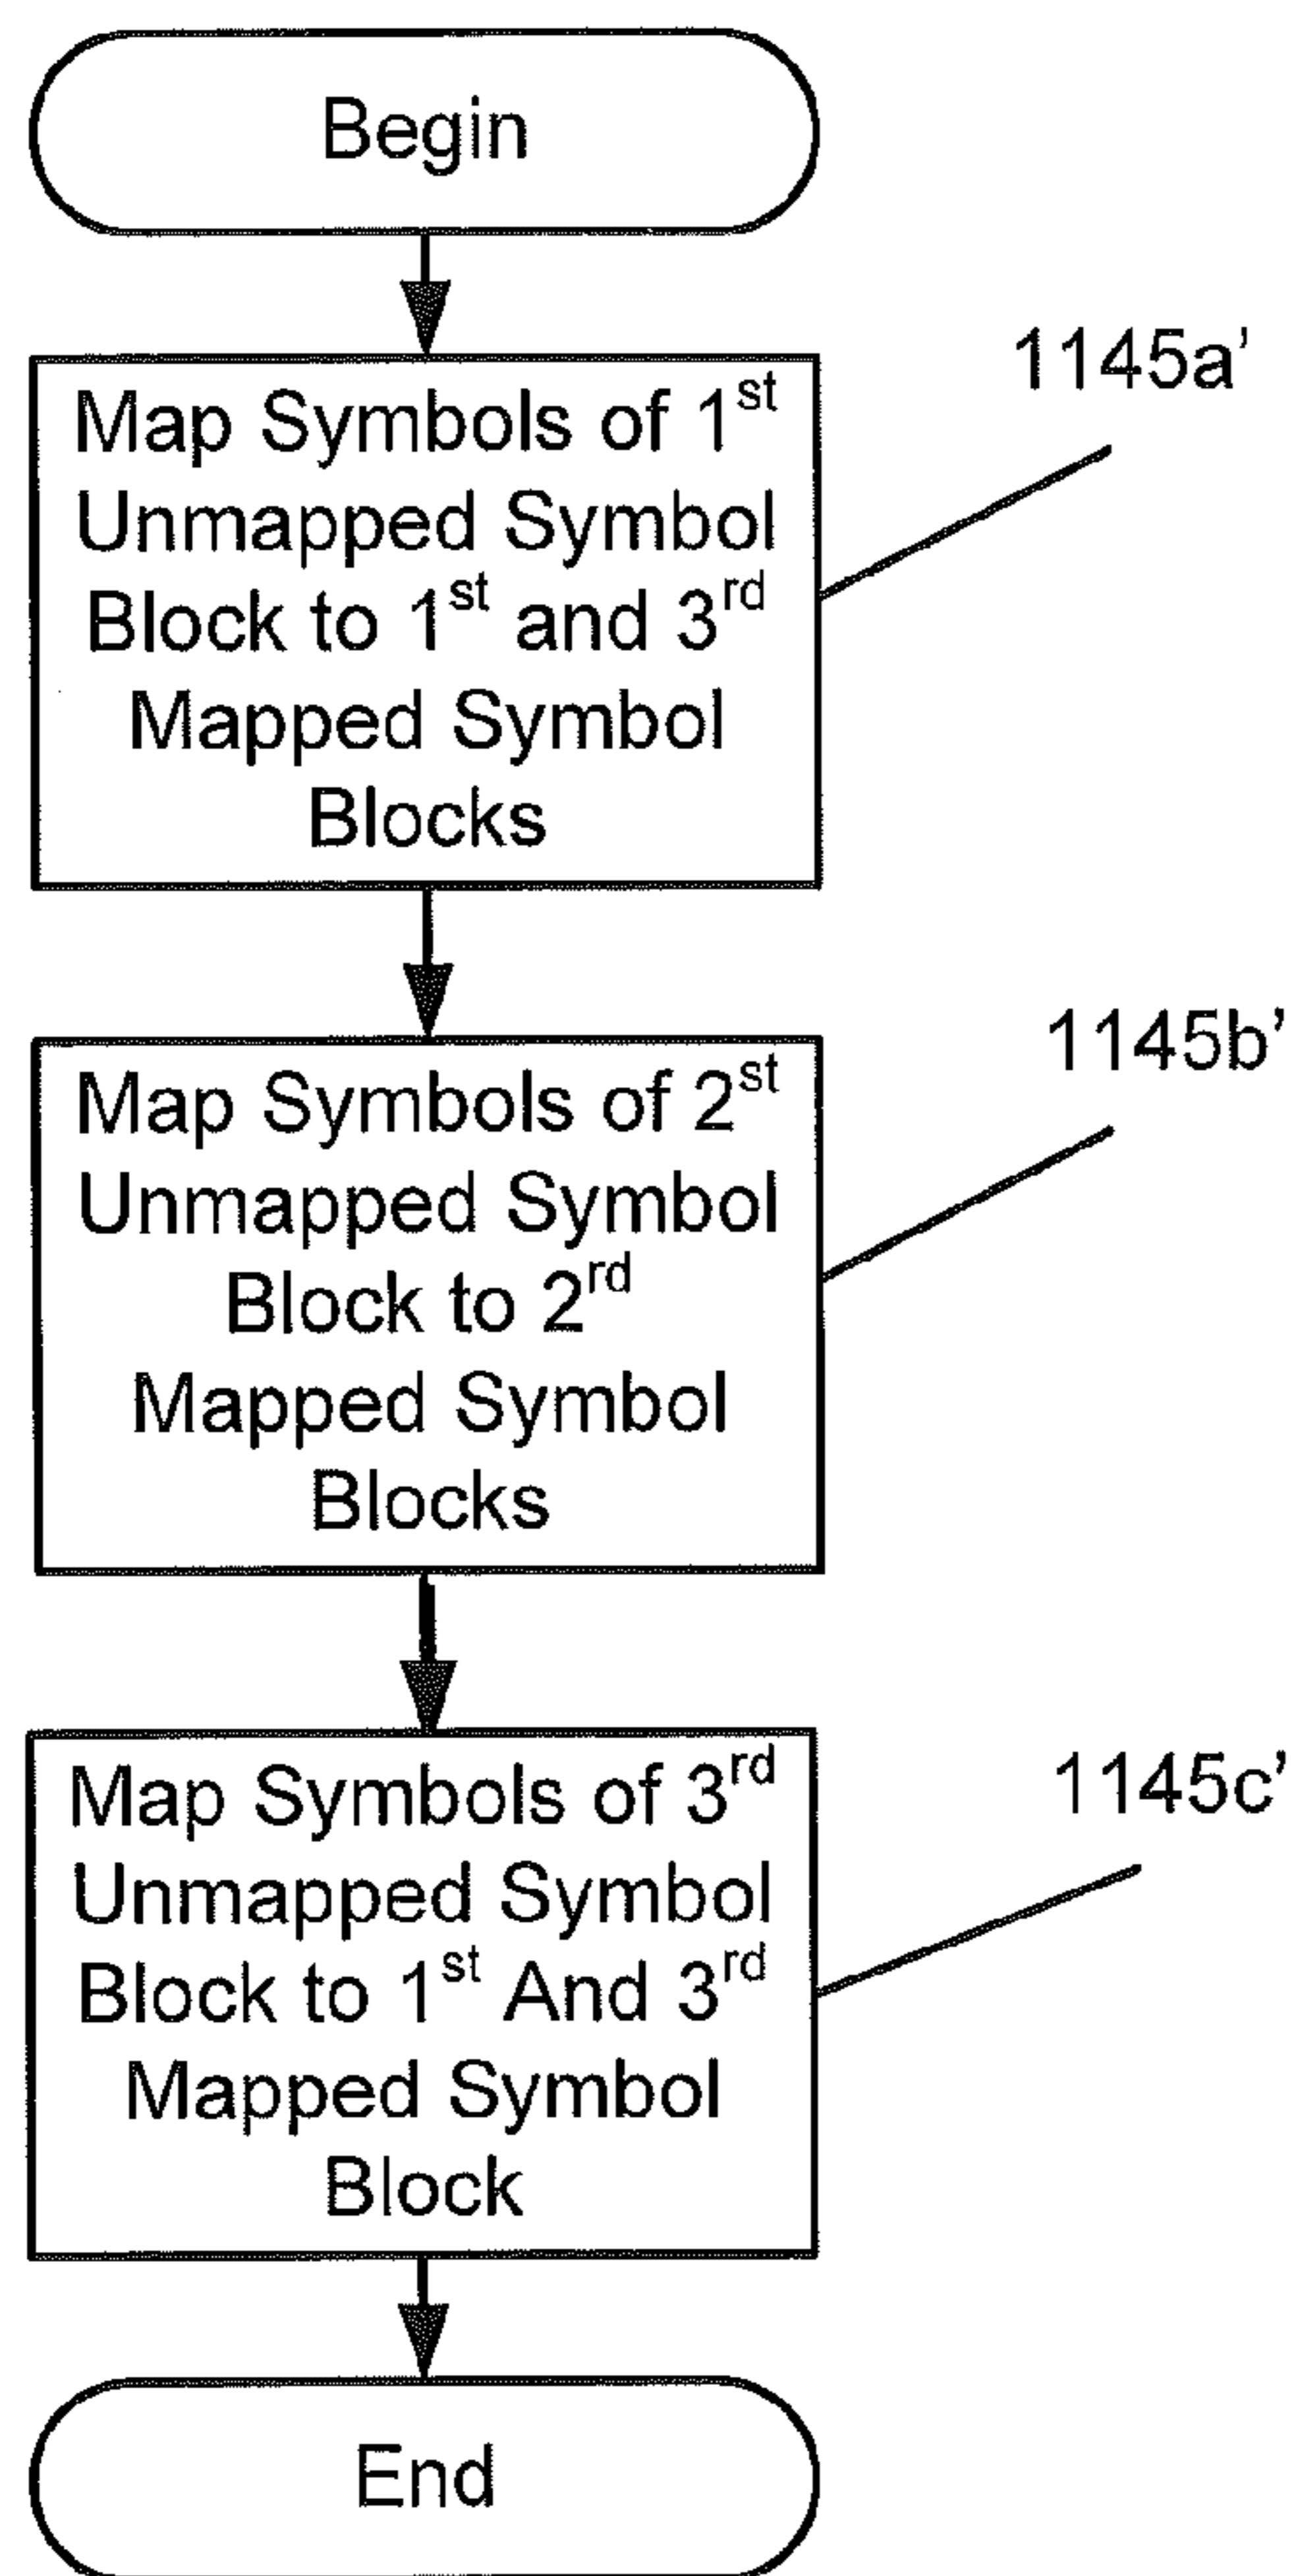 Begin
1145a’
Map Symbols of 1st
Unmapped Symbol
Block to 1st and 3rd
Mapped Symbol
Blocks
1145b’
Map Symbols of 2st
Unmapped Symbol
Block to 2rd
Mapped Symbol
Blocks
1145c’
Map Symbols of 3rd
Unmapped Symbol
Block to 1st And 3rd
Mapped Symbol
Block
End